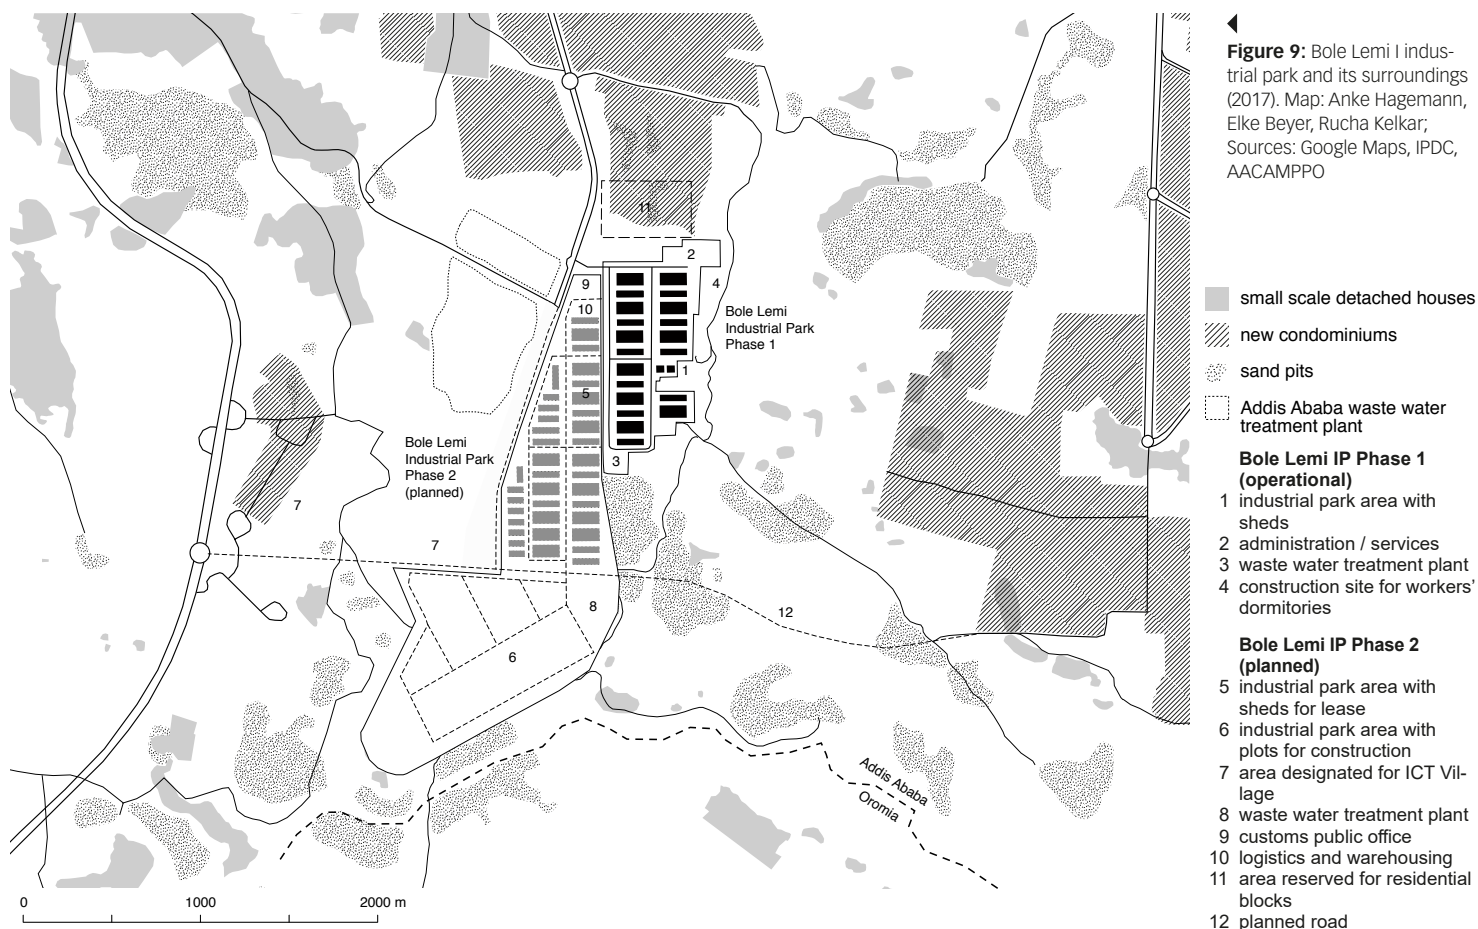 Figure 9: Bole Lemi I indus-
trial park and its surroundings
(2017). Map: Anke Hagemann,
Elke Beyer, Rucha Kelkar;
Sources: Google Maps, IPDC,
AACAMPPO
small scale detached houses
new condominiums
sand pits
Addis Ababa waste water
treatment plant
Bole Lemi IP Phase 1
(operational)
1 industrial park area with
sheds
2 administration / services
3 waste water treatment plant
4 construction site for workers'
dormitories
Bole Lemi IP Phase 2
(planned)
5 industrial park area with
sheds for lease
6 industrial park area with
plots for construction
7 area designated for ICT Vil-
lage
8 waste water treatment plant
9 customs public office
10 logistics and warehousing
11 area reserved for residential
blocks
12 planned road
11
2
9
4
10
Bole Lemi
Industrial Park
Phase 1
1
5
Bole Lemi
Industrial Park
Phase 2
(planned)
3
7
7
8
12
6
Addis Ababa
Oromia
0
1000
2000 m